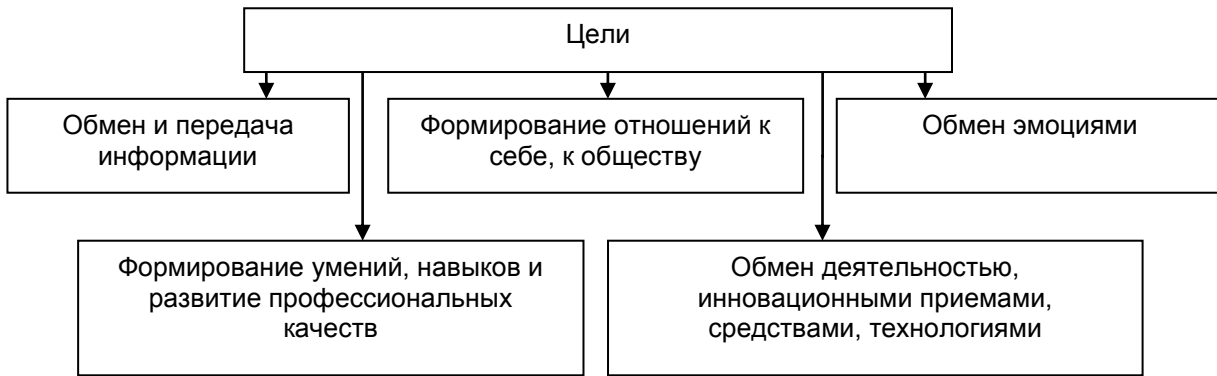 Цели
Обмен и передача
информации
Формирование отношений к
себе, к обществу
Обмен эмоциями
Формирование умений, навыков и
развитие профессиональных
качеств
Обмен деятельностью,
инновационными приемами,
средствами, технологиями